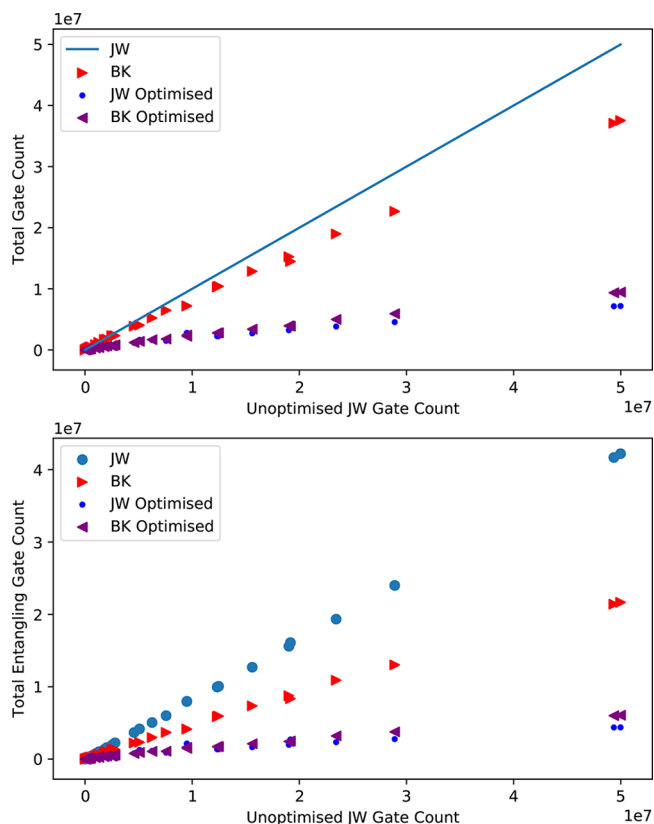 1e7
5
4
3
2
1
0
Total Gate Count
JW
BK
JW Optimised
BK Optimised
0 1 2 3 4 5
Unoptimised JW Gate Count
1e7
1e7
4
3
2
1
0
Total Entangling Gate Count
JW
BK
JW Optimised
BK Optimised
0 1 2 3 4 5
Unoptimised JW Gate Count
1e7